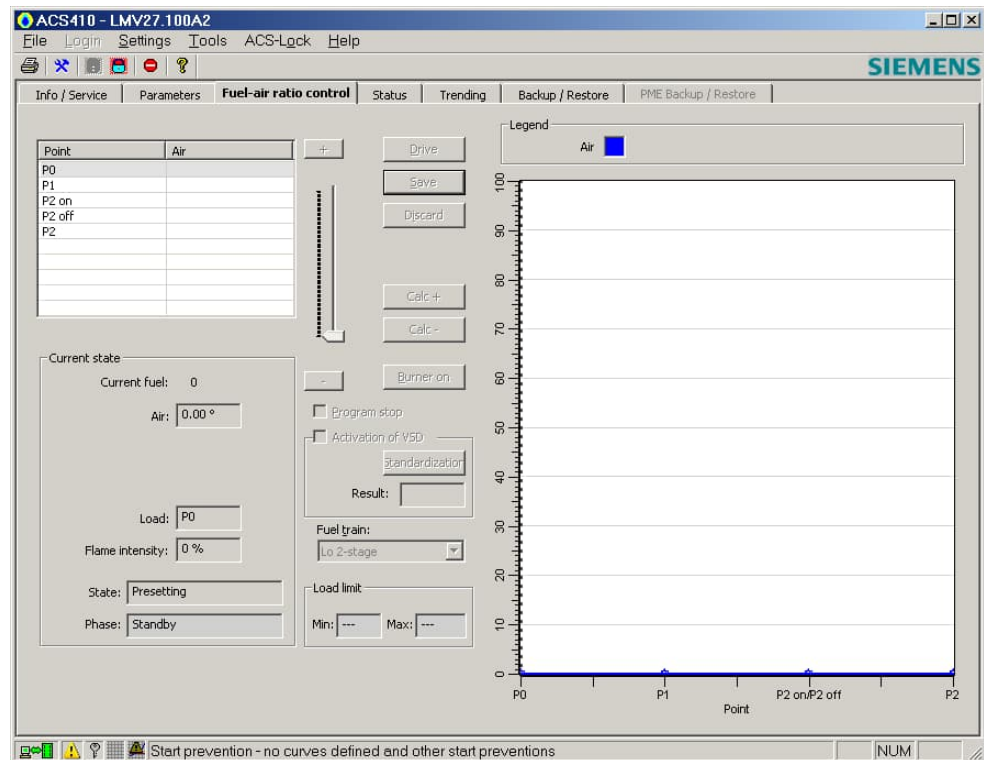 ACS410 - LMV27.100A2
File Login Settings Tools ACS-Lock Help
SIEMENS
Info / Service Parameters Fuel-air ratio control Status Trending Backup / Restore PME Backup / Restore
Point Air
P0
P1
P2 on
P2 off
P2
+
Drive
Save
Discard
Calc +
Calc -
-
Burner on
Program stop
Activation of VSD
Standardization
Result:
Fuel train:
Lo 2-stage
Load limit
Min: --- Max: ---
Current state
Current fuel: 0
Air: 0.00 °
Load: P0
Flame intensity: 0 %
State: Presetting
Phase: Standby
Legend
Air
100
90
80
70
60
50
40
30
20
10
0
P0 P1 P2 on/P2 off P2
Point
Start prevention - no curves defined and other start preventions
NUM